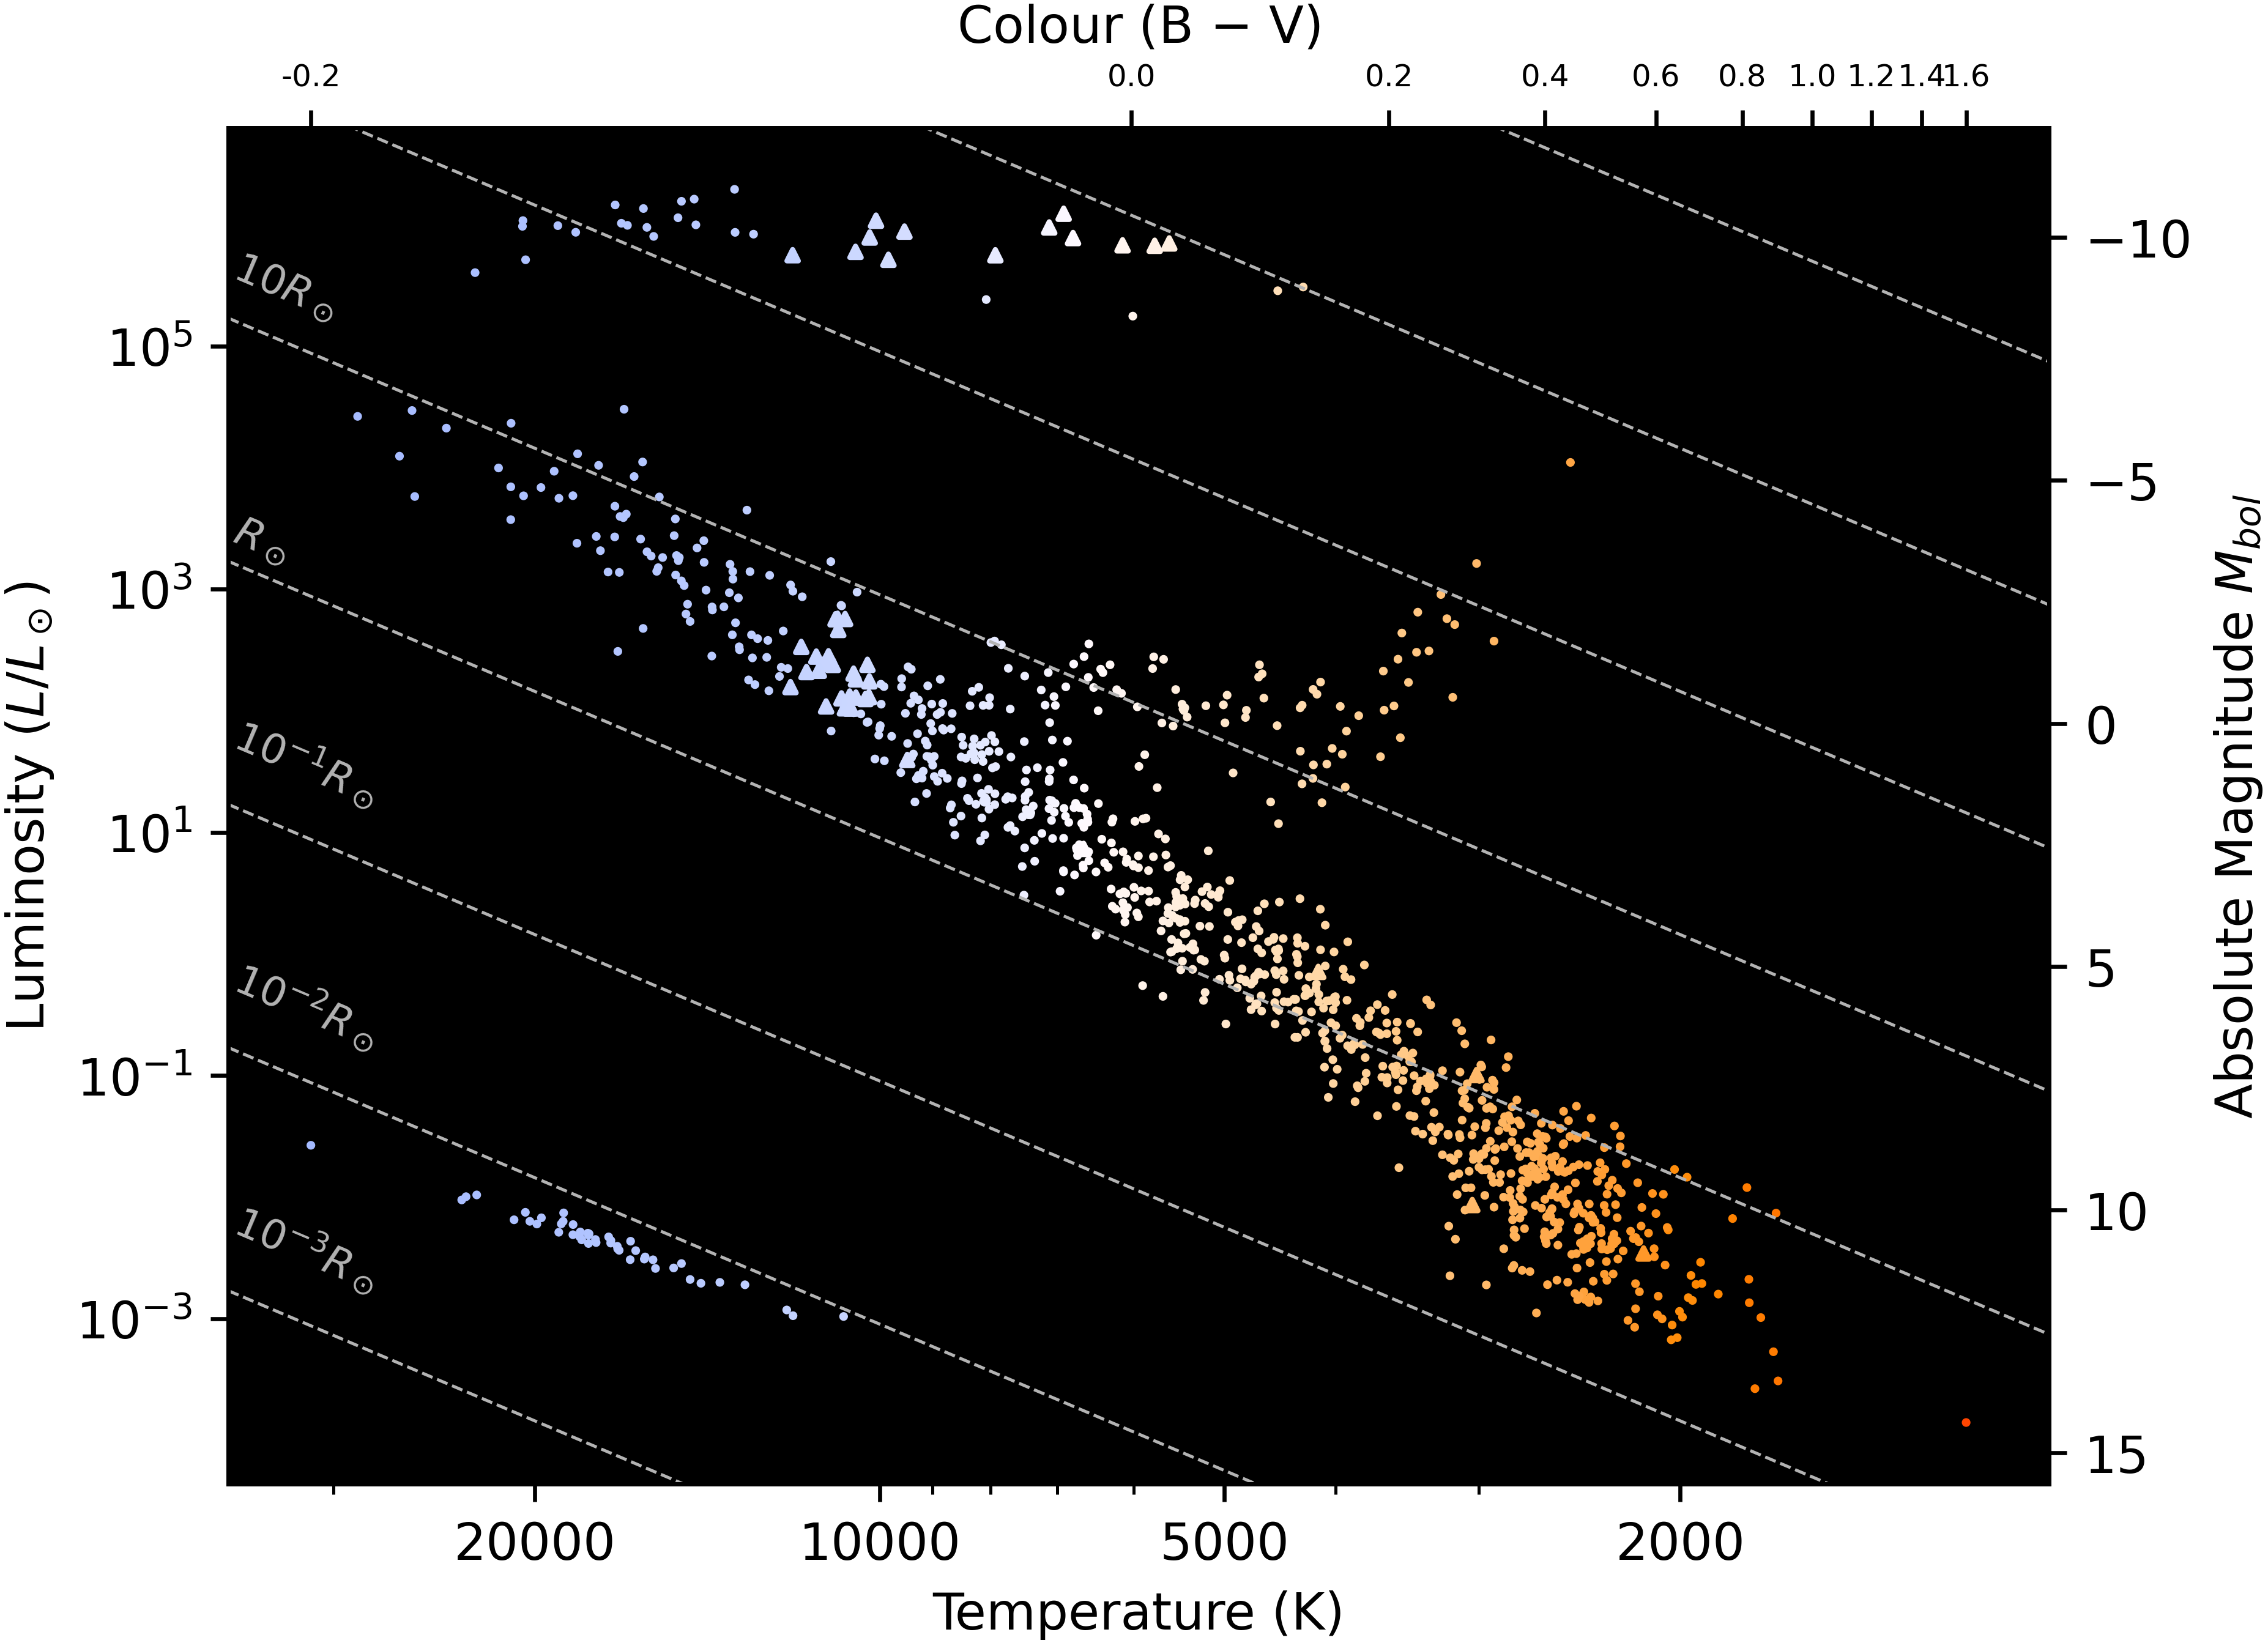 Colour (B − V)
-0.2 0.0 0.2 0.4 0.6 0.8 1.0 1.2 1.4 1.6
Luminosity (L/L☉)
10⁵
10³
10¹
10⁻¹
10⁻³
10R☉
R☉
10⁻¹R☉
10⁻²R☉
10⁻³R☉
−10
−5
0
5
10
15
Absolute Magnitude M_bol
20000 10000 5000 2000
Temperature (K)